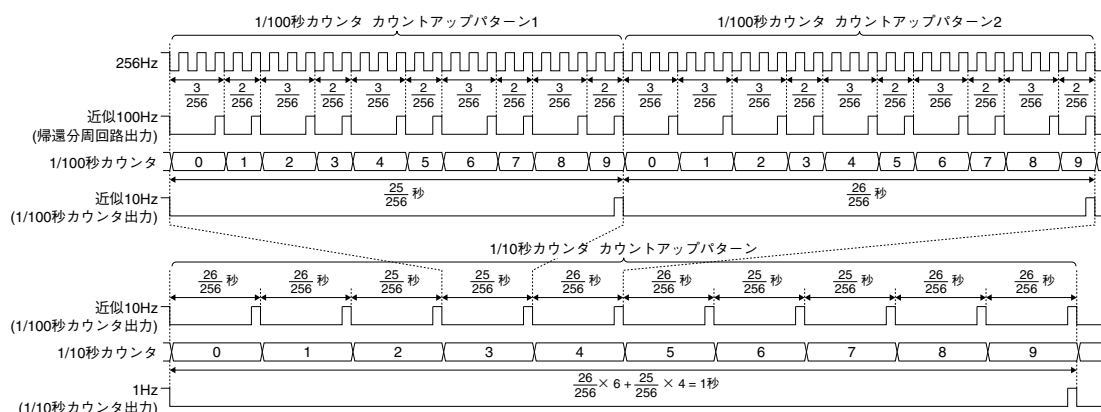 1/100秒カウンタ カウントアップパターン1
1/100秒カウンタ カウントアップパターン2
256Hz
3/256 2/256 3/256 2/256 3/256 2/256 3/256 2/256 3/256 2/256 3/256 3/256 3/256 2/256 3/256 2/256 3/256 2/256 3/256 2/256
近似100Hz
(帰還分周回路出力)
1/100秒カウンタ 0 1 2 3 4 5 6 7 8 9 0 1 2 3 4 5 6 7 8 9
25/256 秒
26/256 秒
近似10Hz
(1/100秒カウンタ出力)
1/10秒カウンタ カウントアップパターン
26/256 秒 26/256 秒 25/256 秒 25/256 秒 26/256 秒 26/256 秒 25/256 秒 25/256 秒 26/256 秒 26/256 秒
近似10Hz
(1/100秒カウンタ出力)
1/10秒カウンタ 0 1 2 3 4 5 6 7 8 9
26/256 × 6 + 25/256 × 4 = 1秒
1Hz
(1/10秒カウンタ出力)